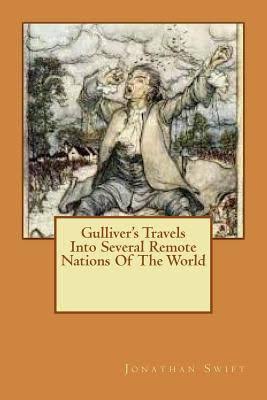 Gulliver's Travels
Into Several Remote
Nations Of The World
Jonathan Swift